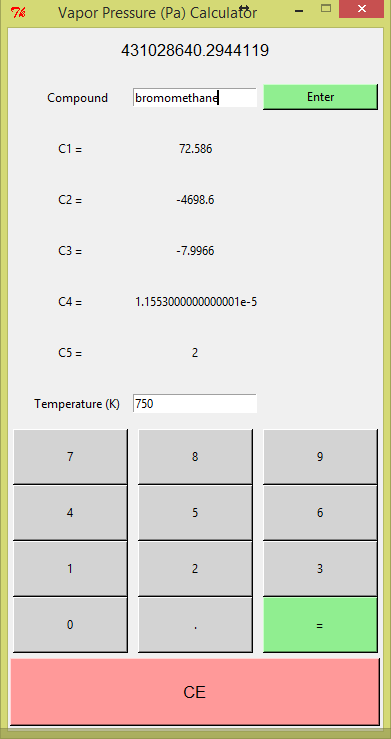 Vapor Pressure (Pa) Calculator
431028640.2944119
Compound bromomethane Enter
C1 = 72.586
C2 = -4698.6
C3 = -7.9966
C4 = 1.1553000000000001e-5
C5 = 2
Temperature (K) 750
7 8 9
4 5 6
1 2 3
0 . =
CE